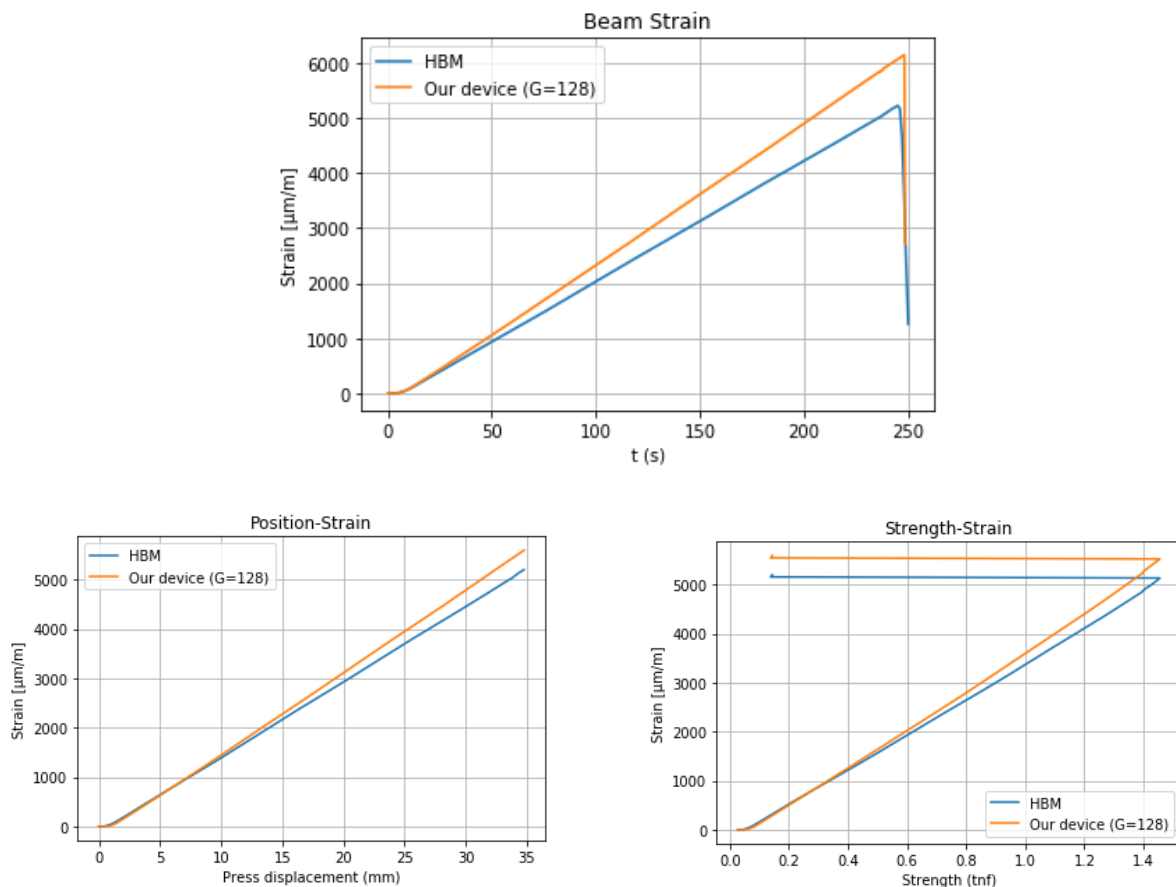 Beam Strain
HBM
Our device (G=128)
6000
5000
4000
3000
2000
1000
0
Strain [µm/m]
0 50 100 150 200 250
t (s)
Position-Strain
HBM
Our device (G=128)
5000
4000
3000
2000
1000
0
Strain [µm/m]
0 5 10 15 20 25 30 35
Press displacement (mm)
Strength-Strain
5000
4000
3000
2000
1000
0
Strain [µm/m]
HBM
Our device (G=128)
0.0 0.2 0.4 0.6 0.8 1.0 1.2 1.4
Strength (tnf)